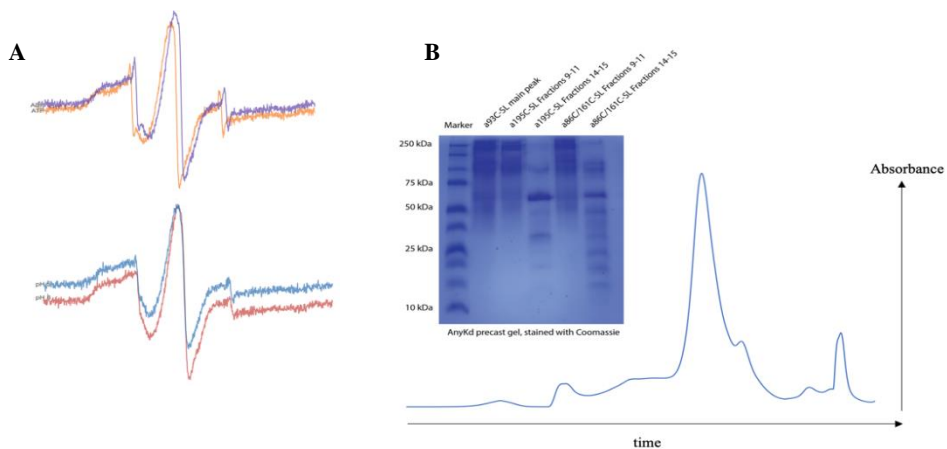 A
B
pH
a93C-SL main peak
a195C-SL Fractions 9-11
a195C-SL Fractions 14-15
a86C/161C-SL Fractions 9-11
a86C/161C-SL Fractions 14-15
Marker
250 kDa
75 kDa
50 kDa
25 kDa
10 kDa
AnyKd precast gel, stained with Coomassie
Absorbance
time